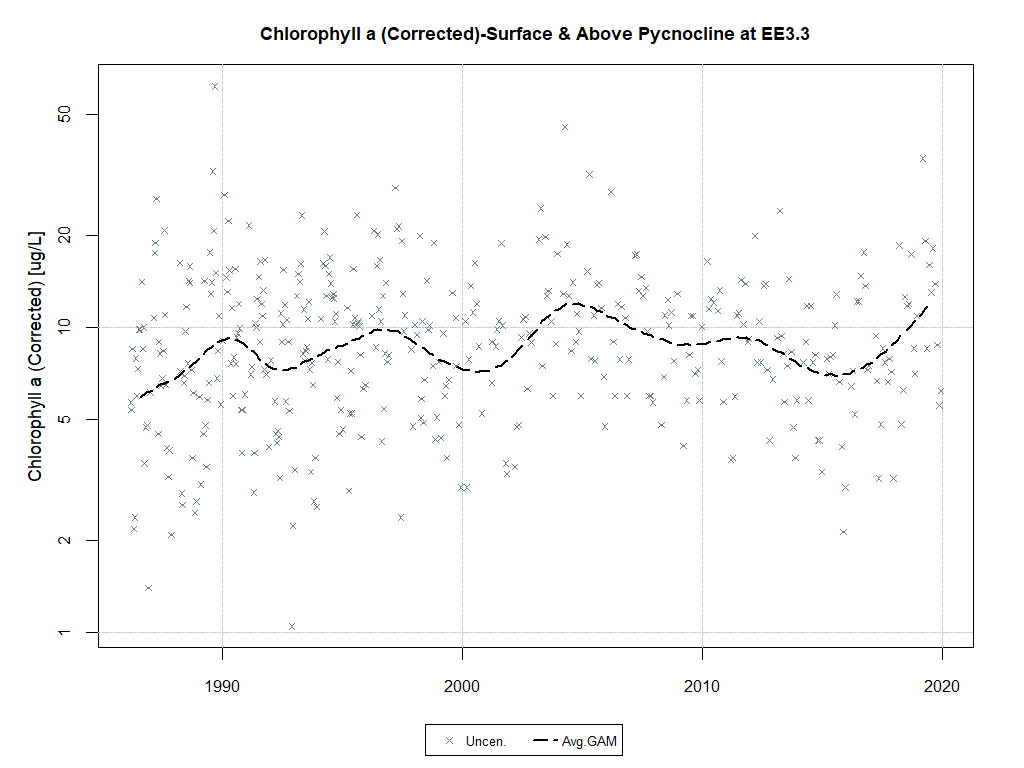 Chlorophyll a (Corrected)-Surface & Above Pycnocline at EE3.3
Chlorophyll a (Corrected) [ug/L]
50
20
10
5
2
1
1990 2000 2010 2020
Uncen. Avg.GAM